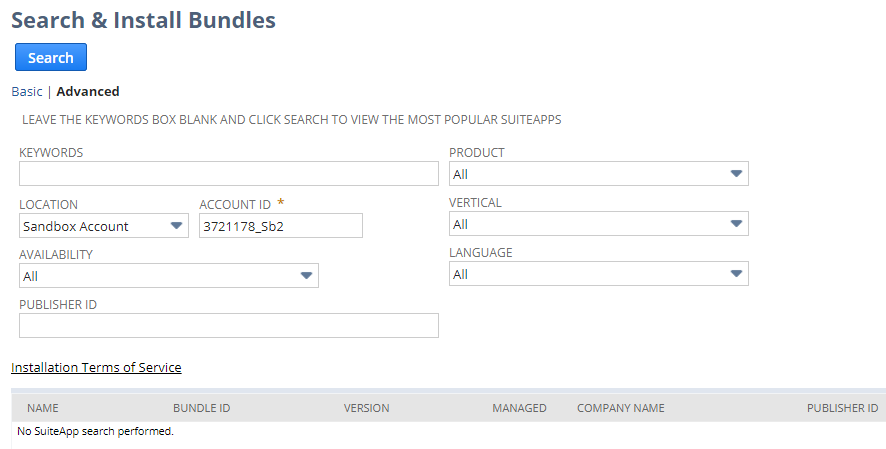 Search & Install Bundles
Search
Basic | Advanced
LEAVE THE KEYWORDS BOX BLANK AND CLICK SEARCH TO VIEW THE MOST POPULAR SUITEAPPS
KEYWORDS
PRODUCT
All
LOCATION
ACCOUNT ID *
VERTICAL
Sandbox Account
3721178_Sb2
All
AVAILABILITY
LANGUAGE
All
All
PUBLISHER ID
Installation Terms of Service
NAME BUNDLE ID VERSION MANAGED COMPANY NAME PUBLISHER ID
No SuiteApp search performed.